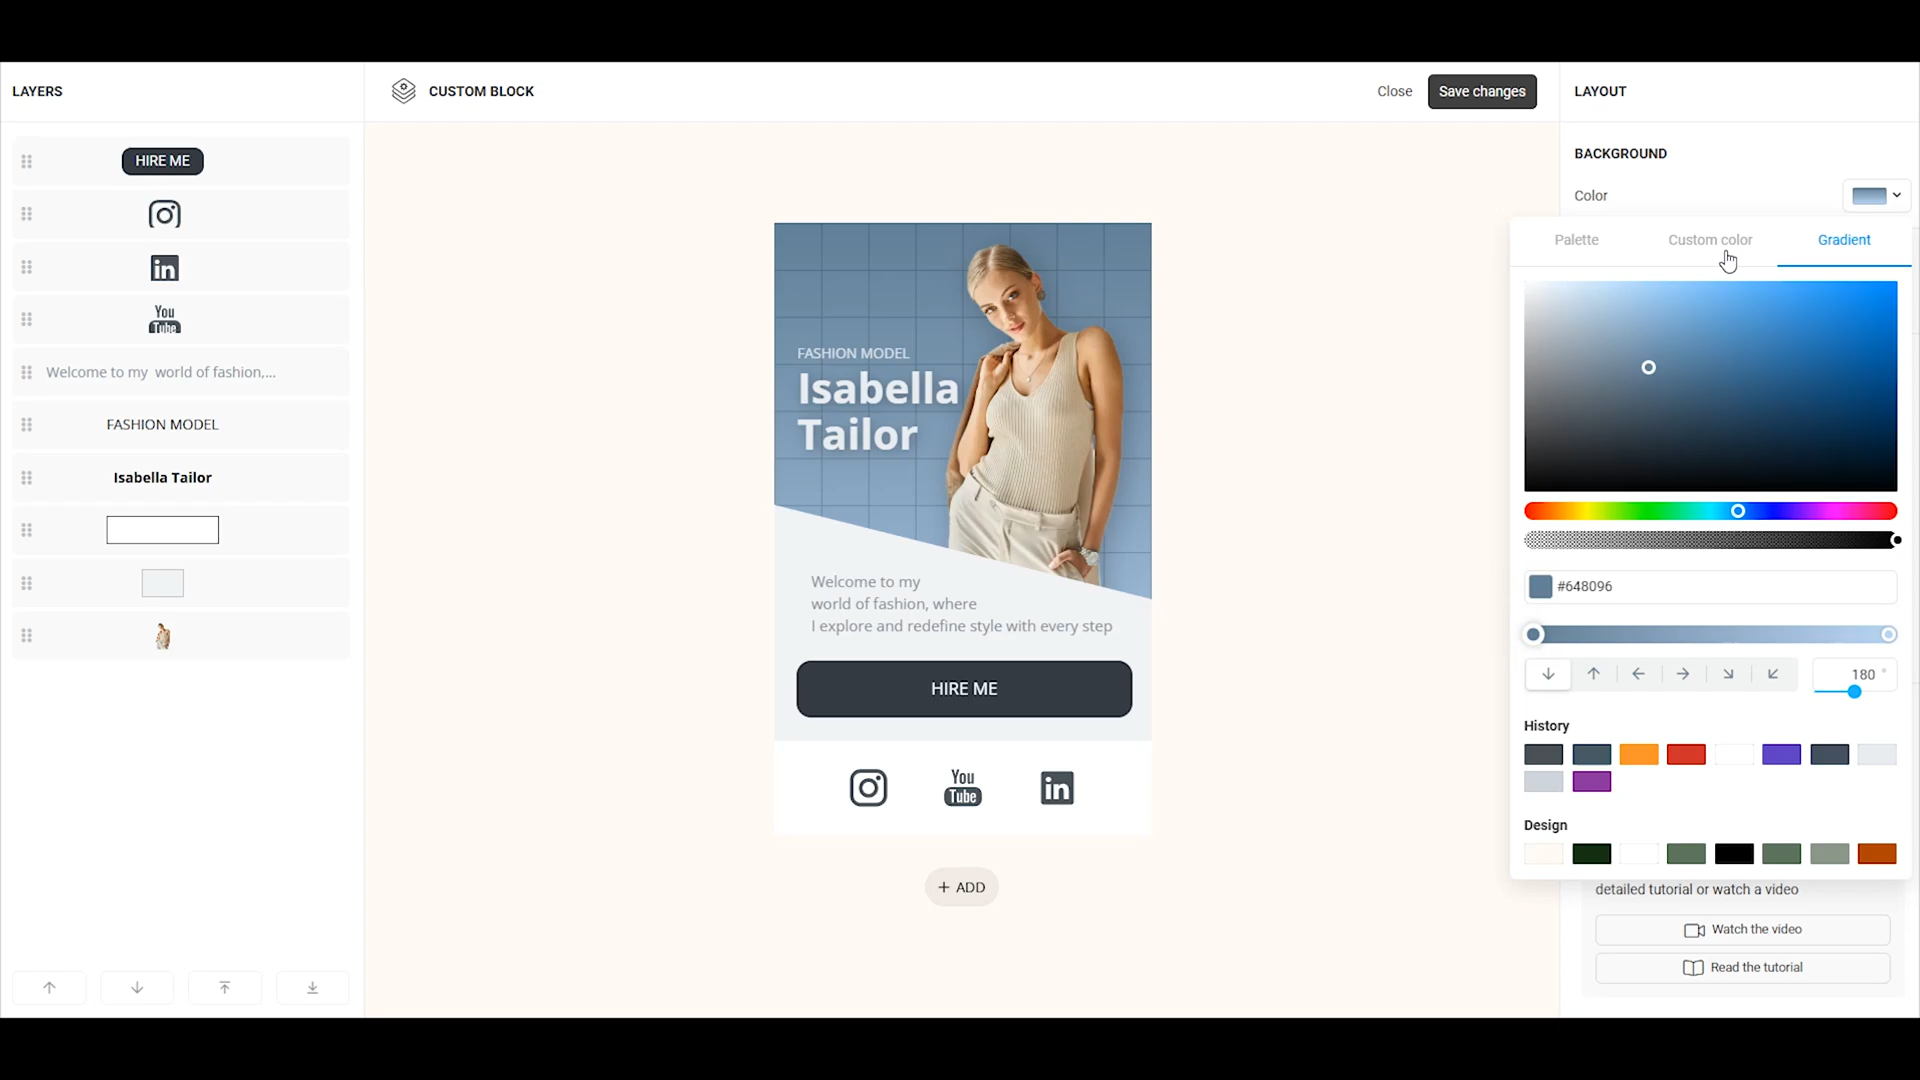 LAYERS
CUSTOM BLOCK
Close
Save changes
LAYOUT
HIRE ME
in
You
Tube
Welcome to my  world of fashion,...
FASHION MODEL
Isabella Tailor
FASHION MODEL
Isabella
Tailor
Welcome to my
world of fashion, where
I explore and redefine style with every step
HIRE ME
You
Tube
in
+ ADD
BACKGROUND
Color
Palette
Custom color
Gradient
#648096
180 °
History
Design
detailed tutorial or watch a video
Watch the video
Read the tutorial